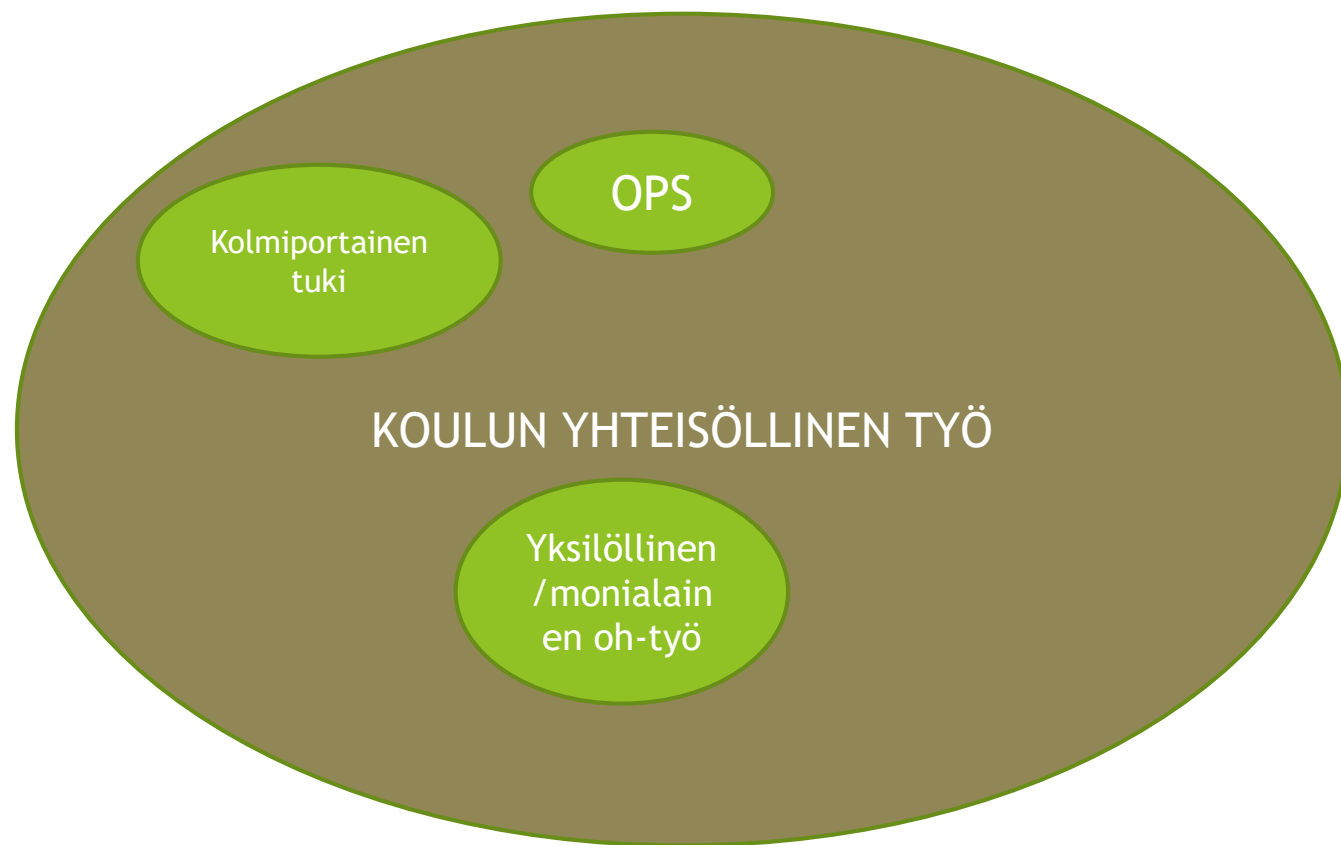 OPS
Kolmiportainen
tuki
KOULUN YHTEISÖLLINEN TYÖ
Yksilöllinen
/monialain
en oh-työ